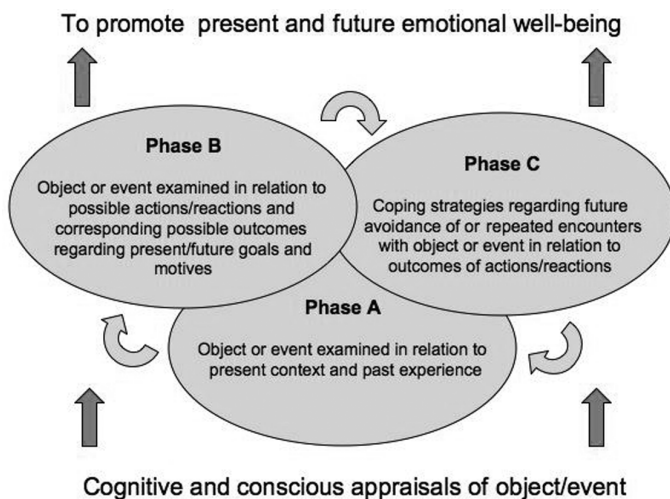 To promote present and future emotional well-being
Phase B
Object or event examined in relation to
possible actions/reactions and
corresponding possible outcomes
regarding present/future goals and
motives
Phase C
Coping strategies regarding future
avoidance of or repeated encounters
with object or event in relation to
outcomes of actions/reactions
Phase A
Object or event examined in relation to
present context and past experience
Cognitive and conscious appraisals of object/event